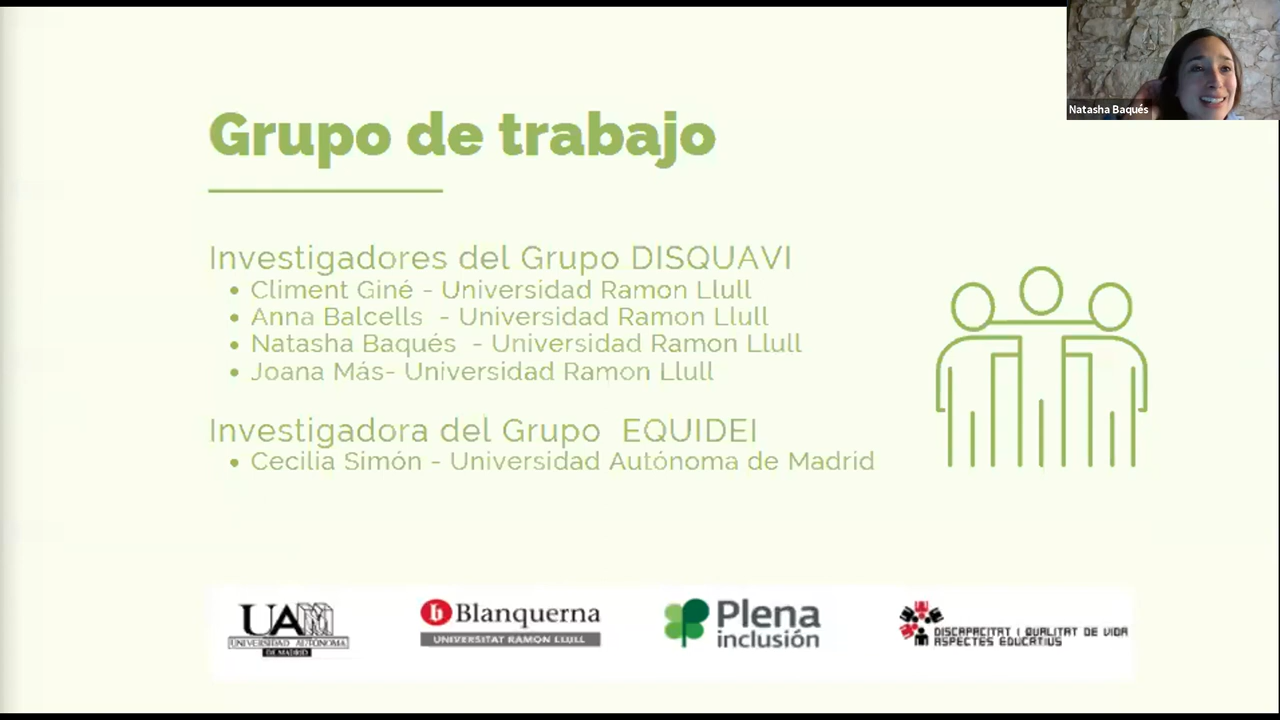 Natasha Baqués
Grupo de trabajo
Investigadores del Grupo DISQUAVI
• Climent Giné - Universidad Ramon Llull
• Anna Balcells - Universidad Ramon Llull
• Natasha Baqués - Universidad Ramon Llull
• Joana Más- Universidad Ramon Llull
Investigadora del Grupo EQUIDEI
• Cecilia Simón - Universidad Autónoma de Madrid
UAM
UNIVERSIDAD AUTONOMA
DE MADRID
b Blanquerna
UNIVERSITAT RAMON LLULL
Plena
inclusión
DISCAPACITAT I QUALITAT DE VIDA
ASPECTES EDUCATIUS